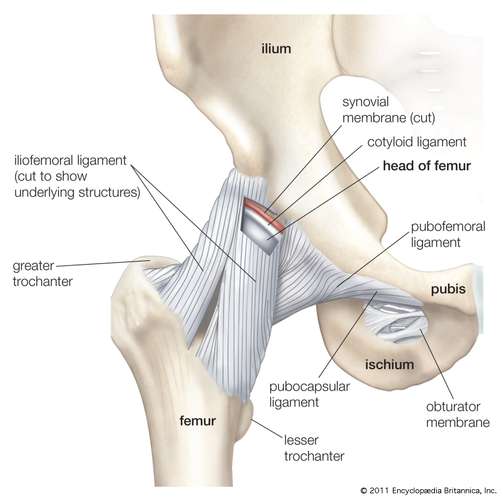 ilium
synovial
membrane (cut)
cotyloid ligament
head of femur
iliofemoral ligament
(cut to show
underlying structures)
pubofemoral
ligament
greater
trochanter
pubis
ischium
pubocapsular
ligament
obturator
membrane
femur
lesser
trochanter
© 2011 Encyclopædia Britannica, Inc.